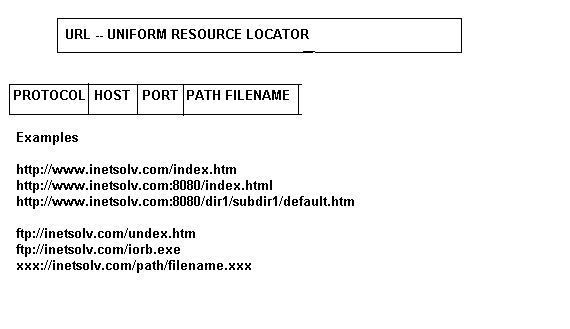 URL -- UNIFORM RESOURCE LOCATOR
PROTOCOL HOST PORT PATH FILENAME
Examples
http://www.inetsolv.com/index.htm
http://www.inetsolv.com:8080/index.html
http://www.inetsolv.com:8080/dir1/subdir1/default.htm
ftp://inetsolv.com/undex.htm
ftp://inetsolv.com/iorb.exe
xxx://inetsolv.com/path/filename.xxx